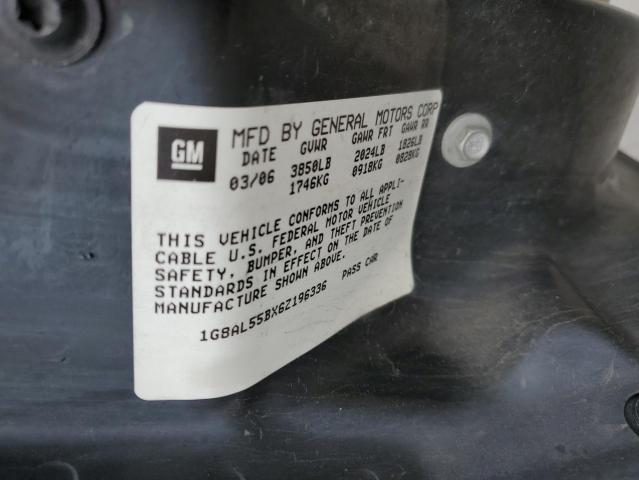 GM MFD BY GENERAL MOTORS CORP
DATE GVWR GAWR FRT GAWR RR
03/06 3850LB 2024LB 1826LB
1746KG 0918KG 0828KG
THIS VEHICLE CONFORMS TO ALL APPLI-
CABLE U.S. FEDERAL MOTOR VEHICLE
SAFETY, BUMPER, AND THEFT PREVENTION
STANDARDS IN EFFECT ON THE DATE OF
MANUFACTURE SHOWN ABOVE.
1G8AL55BX6Z196336 PASS CAR